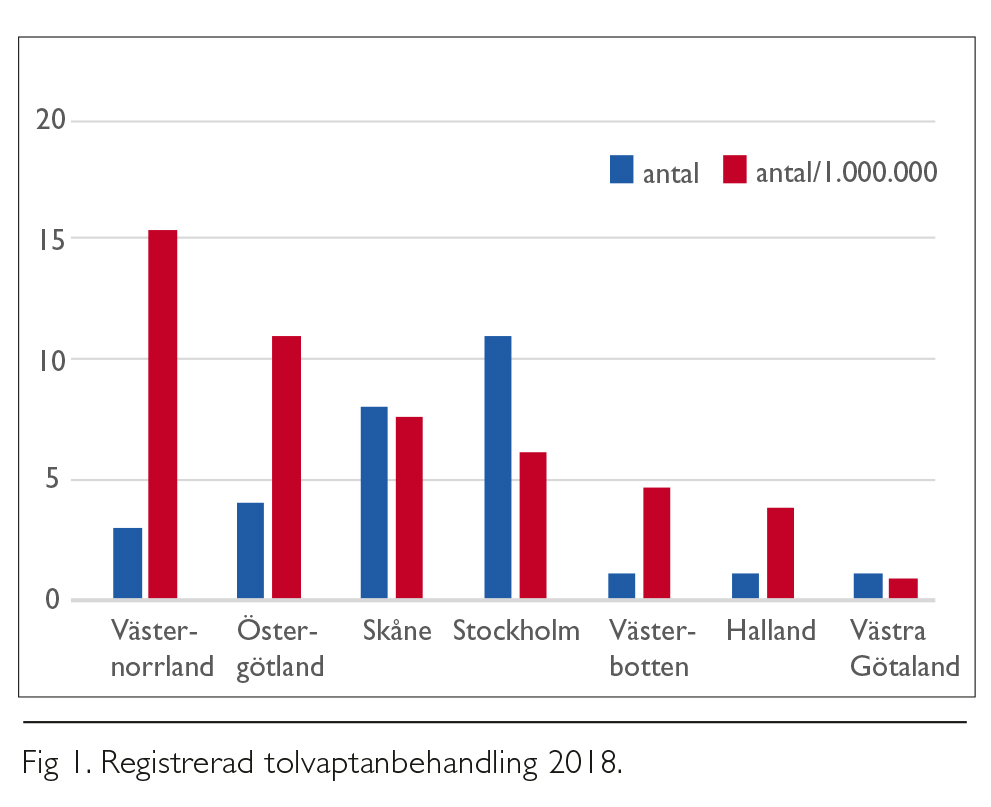 20
antal antal/1.000.000
15
10
5
0
Väster- Öster- Skåne Stockholm Väster- Halland Västra
norrland götland botten Götaland
Fig 1. Registrerad tolvaptanbehandling 2018.